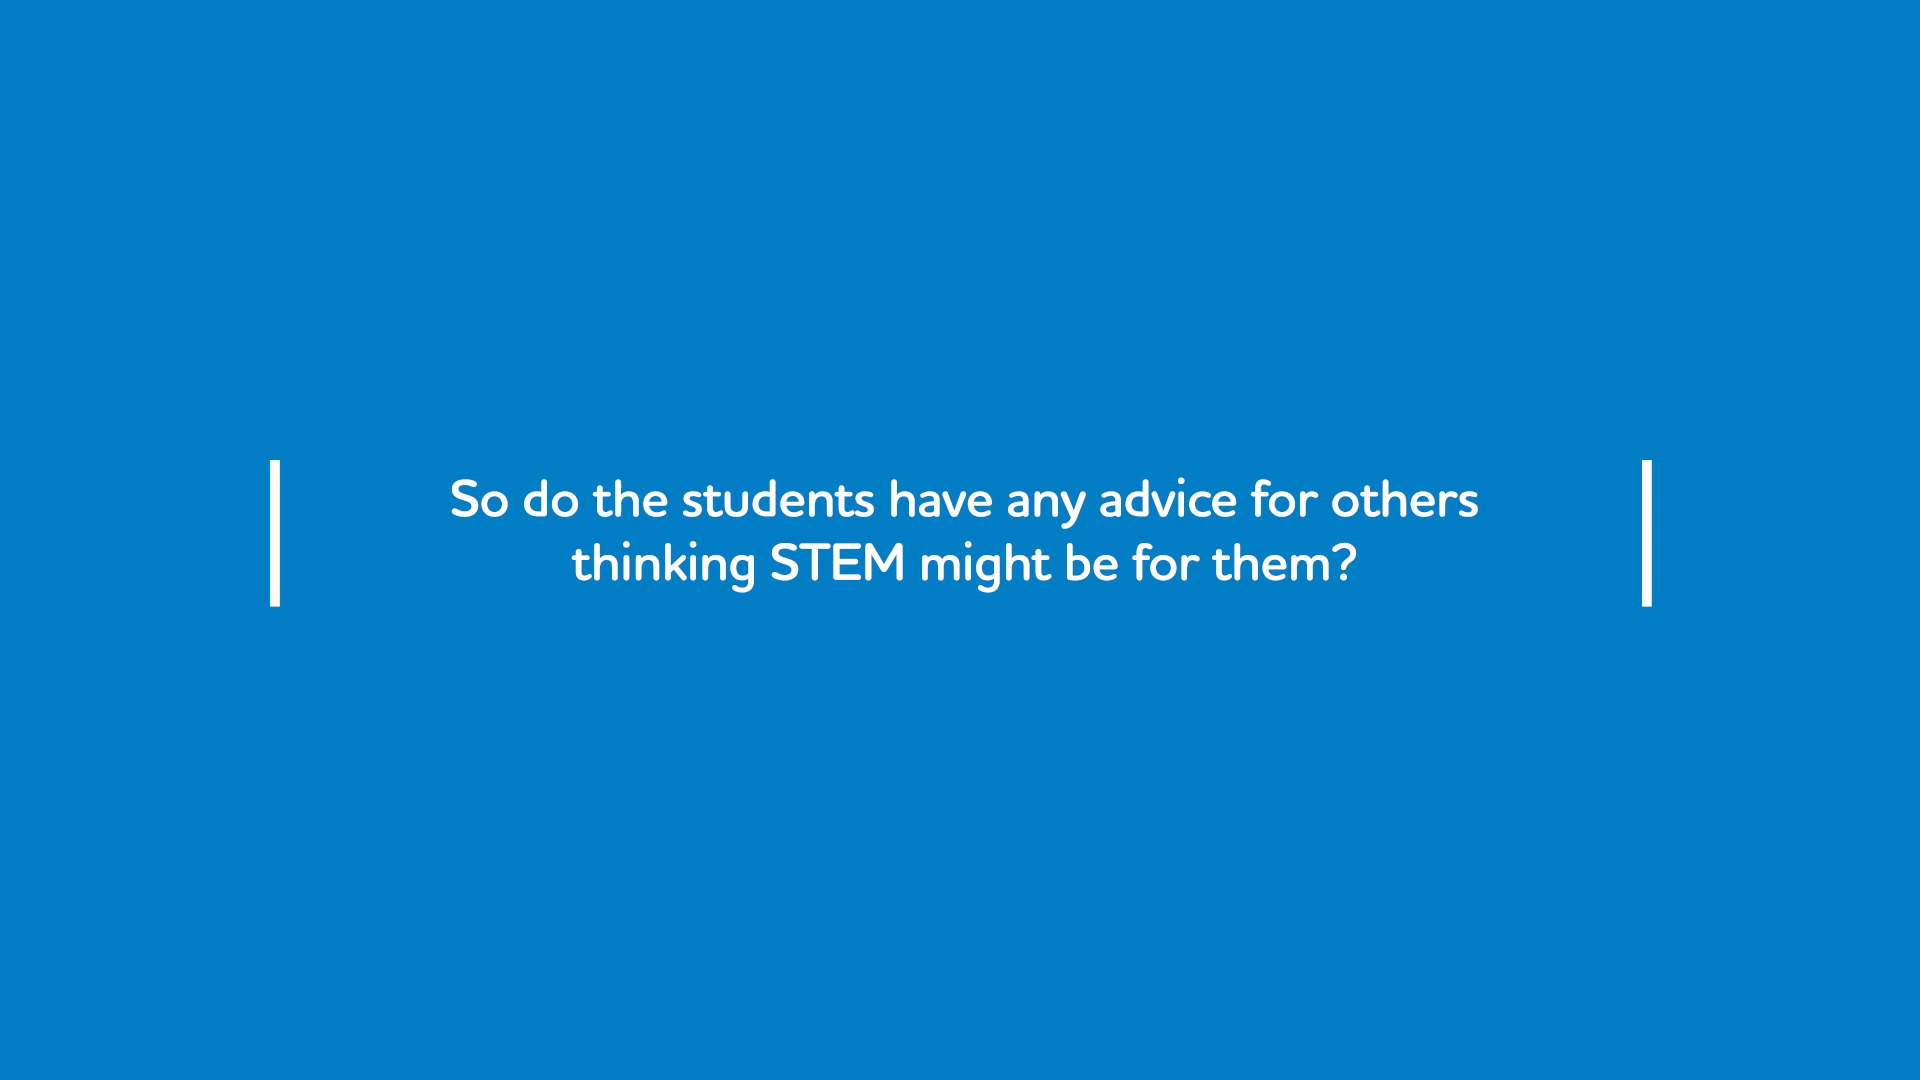 So do the students have any advice for others
thinking STEM might be for them?